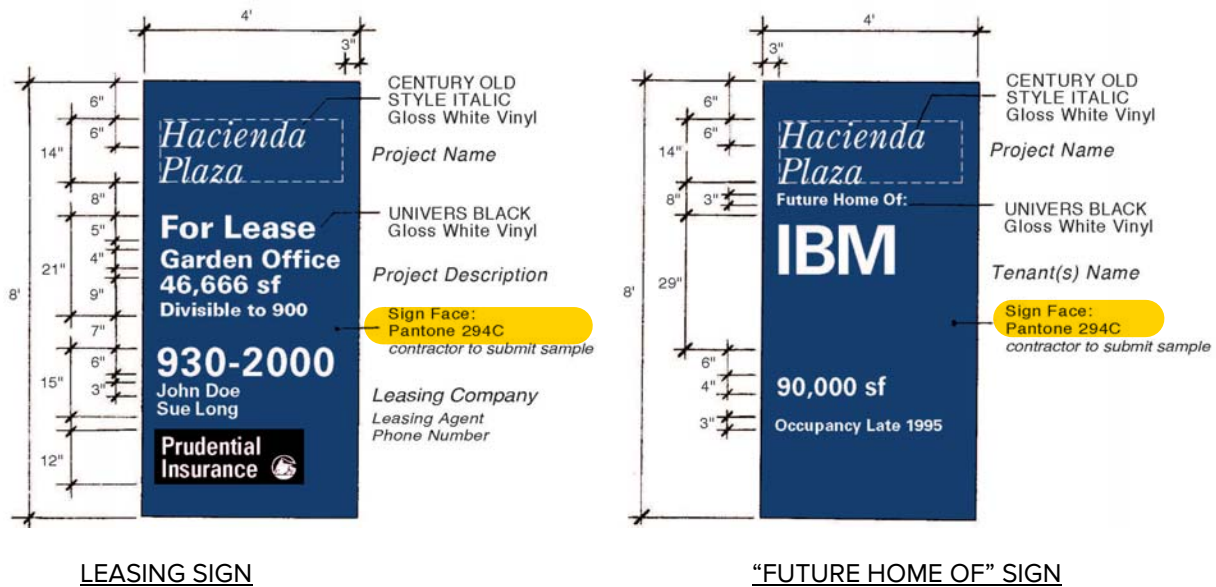 4'
3"
CENTURY OLD
STYLE ITALIC
Gloss White Vinyl
6"
6"
14"
Hacienda
Plaza
Project Name
8"
UNIVERS BLACK
Gloss White Vinyl
5"
For Lease
4"
Garden Office
46,666 sf
Project Description
21"
9"
Divisible to 900
8'
Sign Face:
Pantone 294C
contractor to submit sample
7"
930-2000
6"
15"
3"
John Doe
Sue Long
Leasing Company
Leasing Agent
Phone Number
Prudential
Insurance
12"
LEASING SIGN
4'
3"
CENTURY OLD
STYLE ITALIC
Gloss White Vinyl
6"
6"
14"
Hacienda
Plaza
Project Name
8"
3"
Future Home Of:
UNIVERS BLACK
Gloss White Vinyl
IBM
Tenant(s) Name
29"
8'
Sign Face:
Pantone 294C
contractor to submit sample
6"
4"
90,000 sf
3"
Occupancy Late 1995
“FUTURE HOME OF” SIGN